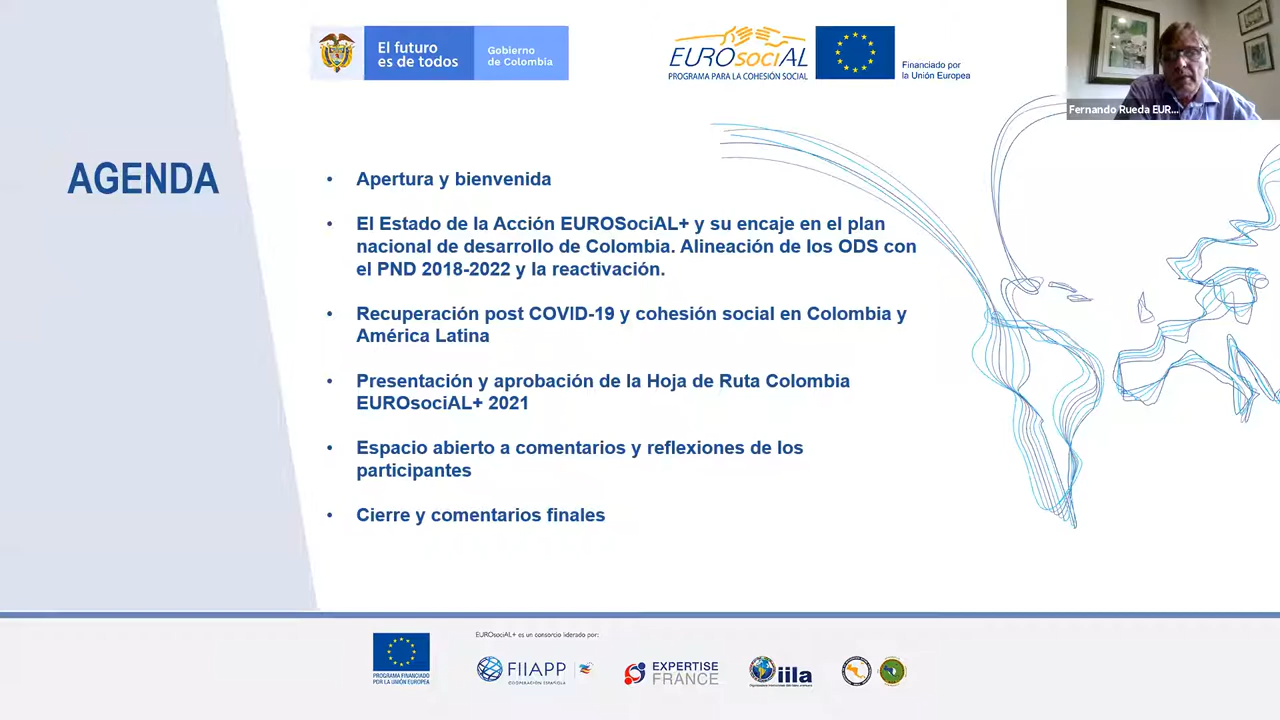 El futuro
es de todos
Gobierno
de Colombia
EUROsociAL
PROGRAMA PARA LA COHESIÓN SOCIAL
Financiado por
la Unión Europea
Fernando Rueda EUR...
AGENDA
• Apertura y bienvenida
• El Estado de la Acción EUROSociAL+ y su encaje en el plan
nacional de desarrollo de Colombia. Alineación de los ODS con
el PND 2018-2022 y la reactivación.
• Recuperación post COVID-19 y cohesión social en Colombia y
América Latina
• Presentación y aprobación de la Hoja de Ruta Colombia
EUROsociAL+ 2021
• Espacio abierto a comentarios y reflexiones de los
participantes
• Cierre y comentarios finales
EUROsociAL+ es un consorcio liderado por:
PROGRAMA FINANCIADO
POR LA UNIÓN EUROPEA
FIIAPP
COOPERACIÓN ESPAÑOLA
EXPERTISE
FRANCE
iila